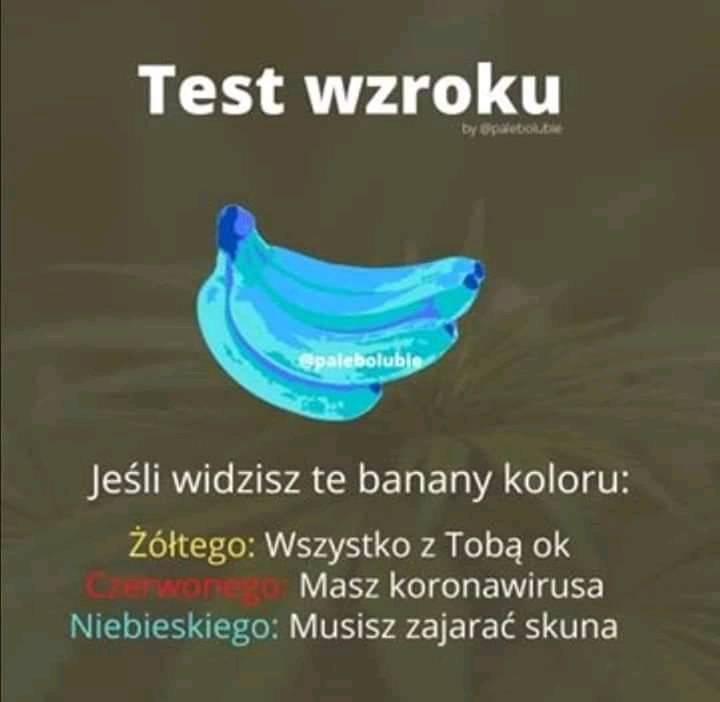 Test wzroku
by @palebolubie
@palebolubie
Jeśli widzisz te banany koloru:
Żółtego: Wszystko z Tobą ok
Czerwonego: Masz koronawirusa
Niebieskiego: Musisz zajarać skuna